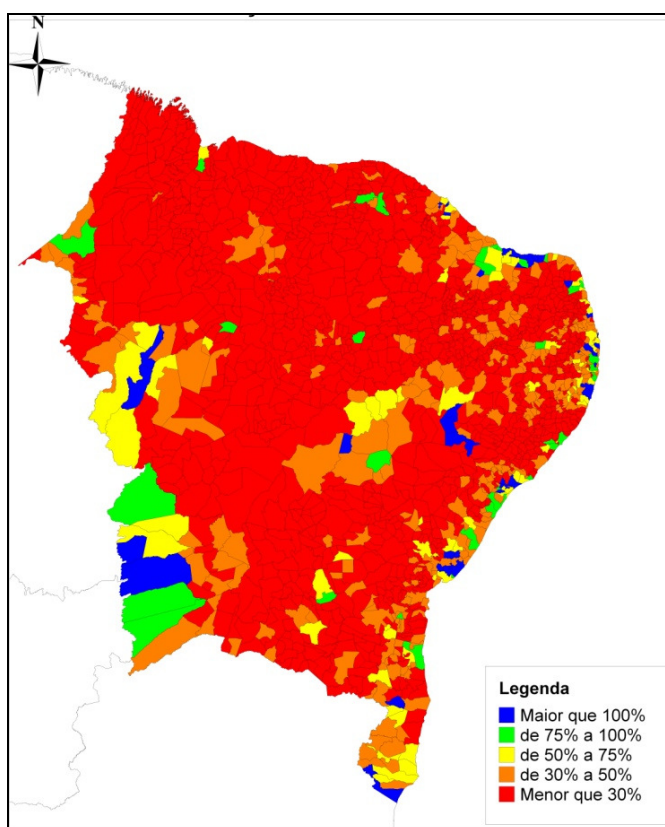 N
Legenda
Maior que 100%
de 75% a 100%
de 50% a 75%
de 30% a 50%
Menor que 30%